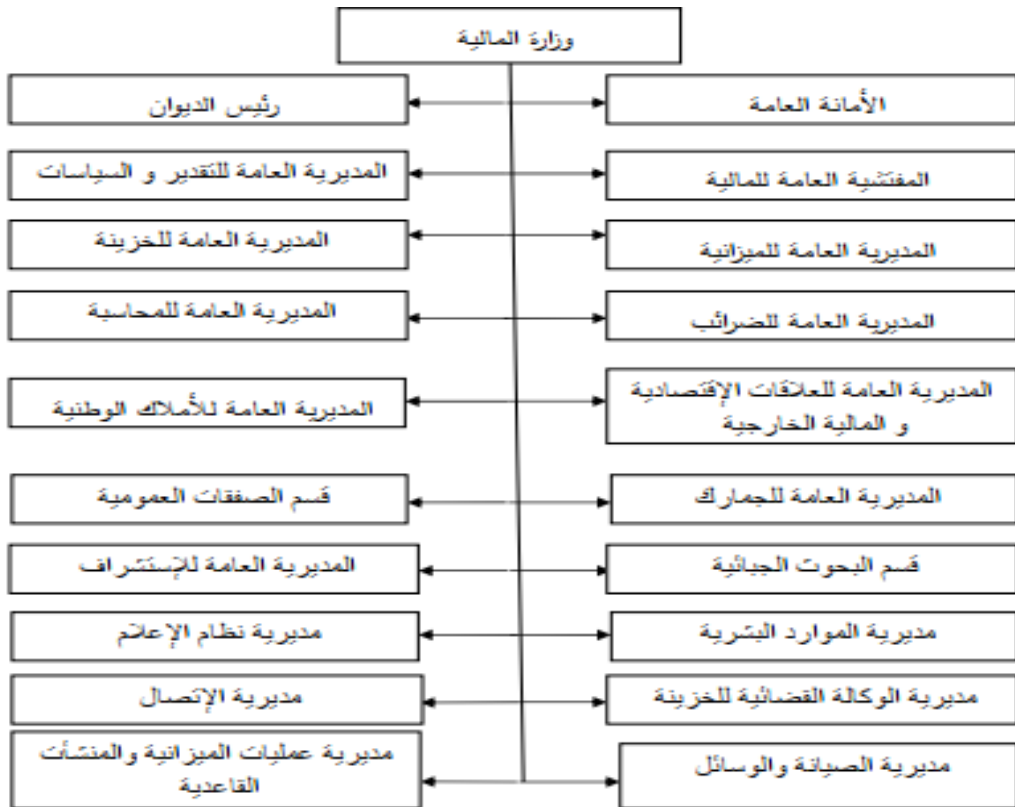 وزارة المالية
الأمانة العامة
رئيس الديوان
المفتشية العامة للمالية
المديرية العامة للتقدير و السياسات
المديرية العامة للميزانية
المديرية العامة للخزينة
المديرية العامة للضرائب
المديرية العامة للمحاسبة
المديرية العامة للعلاقات الإقتصادية
و المالية الخارجية
المديرية العامة للأملاك الوطنية
المديرية العامة للجمارك
قسم الصفقات العمومية
قسم البحوث الجبائية
المديرية العامة للإستشراف
مديرية الموارد البشرية
مديرية نظام الإعلام
مديرية الوكالة القضائية للخزينة
مديرية الإتصال
مديرية الصيانة والوسائل
مديرية عمليات الميزانية والمنشأت
القاعدية